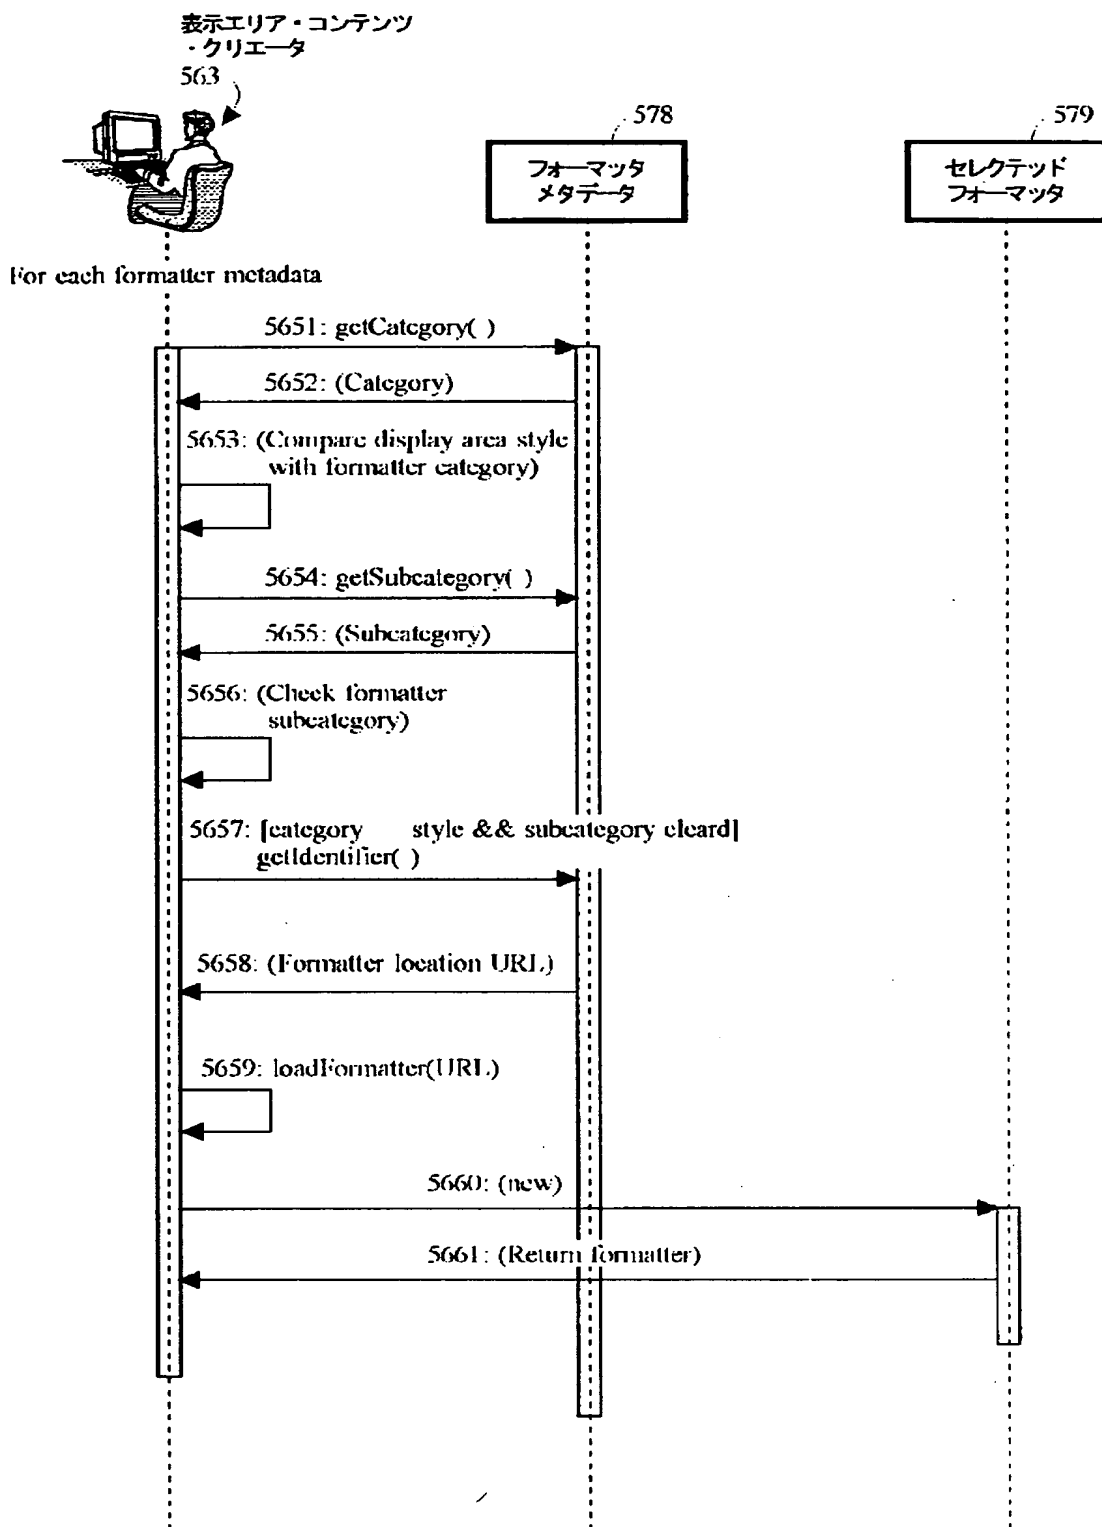 表示エリア・コンテンツ
・クリエータ
563
578
579
フォーマッタ
メタデータ
セレクテッド
フォーマッタ
For each formatter metadata
5651: getCategory( )
5652: (Category)
5653: (Compare display area style
with formatter category)
5654: getSubcategory( )
5655: (Subcategory)
5656: (Check formatter
subcategory)
5657: [category style && subcategory cleard]
getIdentifier( )
5658: (Formatter location URL)
5659: loadFormatter(URL)
5660: (new)
5661: (Return formatter)